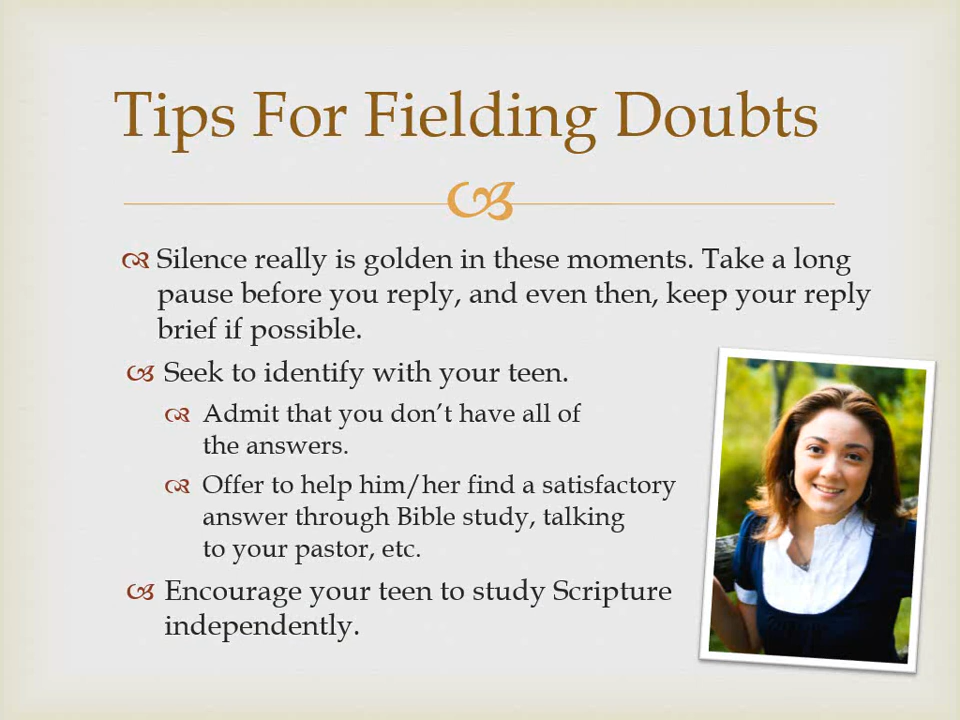 Tips For Fielding Doubts
Silence really is golden in these moments. Take a long
pause before you reply, and even then, keep your reply
brief if possible.
Seek to identify with your teen.
Admit that you don’t have all of
the answers.
Offer to help him/her find a satisfactory
answer through Bible study, talking
to your pastor, etc.
Encourage your teen to study Scripture
independently.